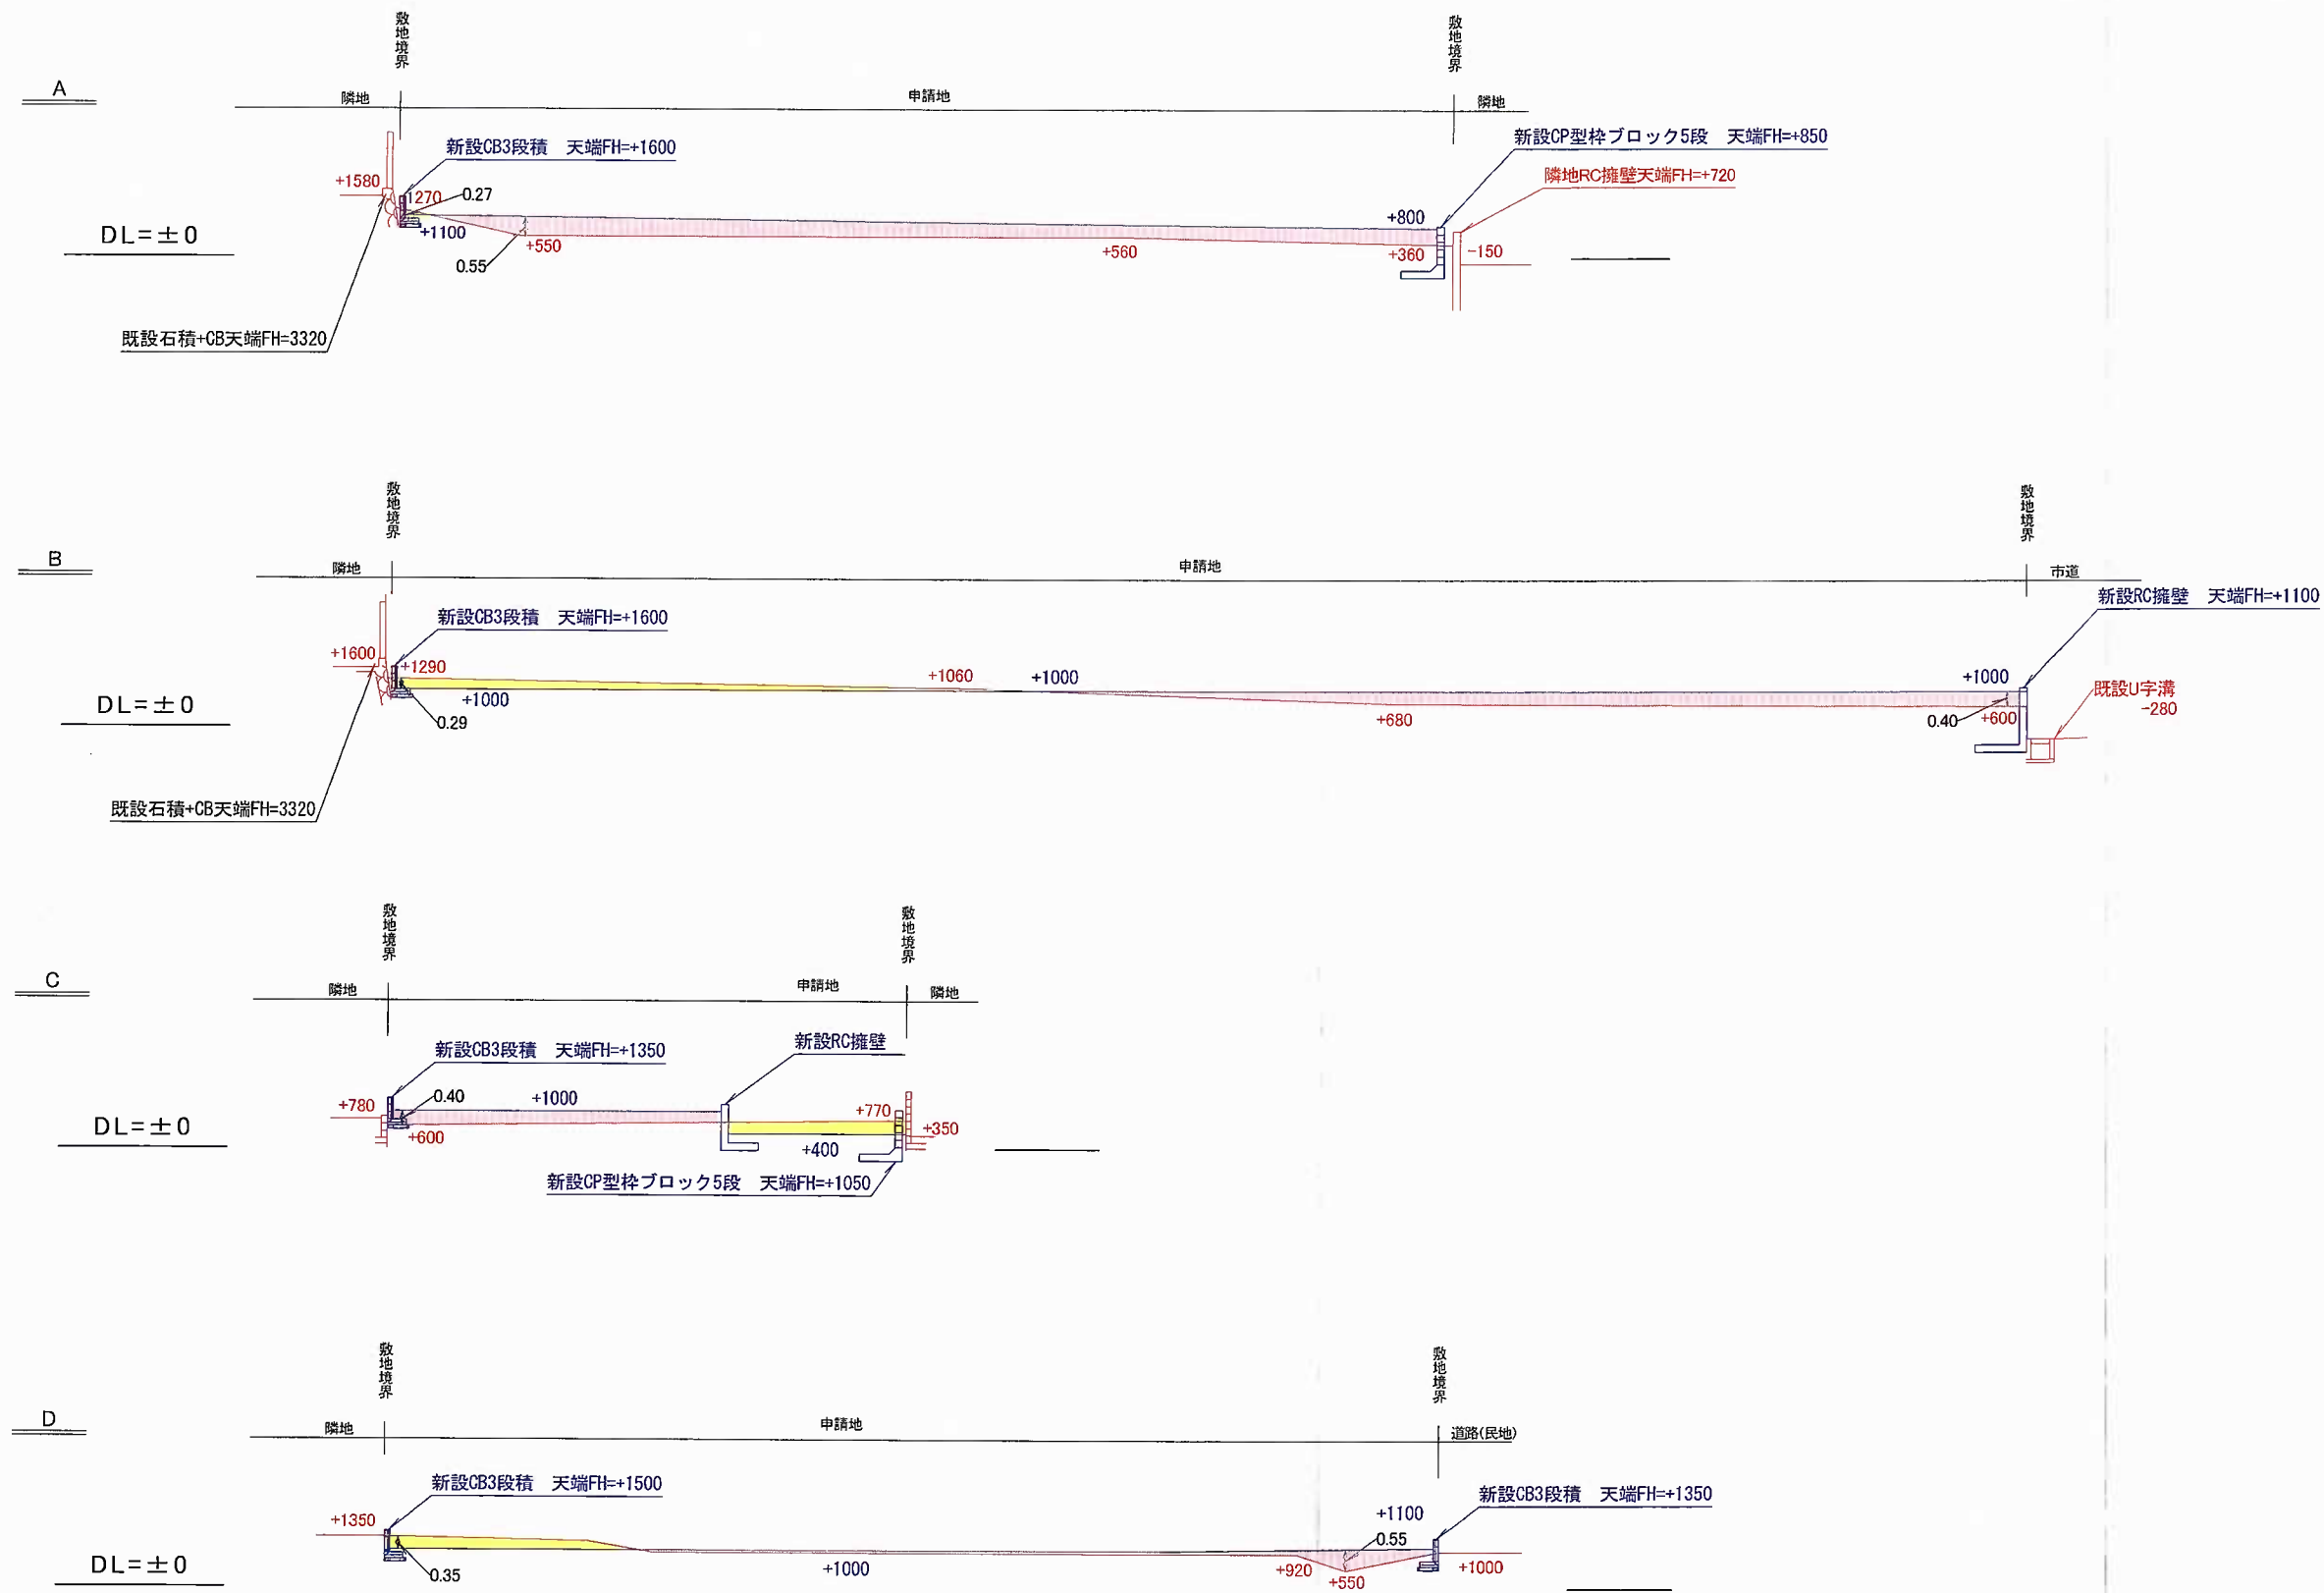 A
敷地境界
敷地境界
隣地
申請地
隣地
新設CB3段積 天端FH=+1600
新設CP型枠ブロック5段 天端FH=+850
隣地RC擁壁天端FH=+720
+1580
1270
0.27
+800
DL=±0
+1100
+550
+560
+360
-150
0.55
既設石積+CB天端FH=3320
B
敷地境界
敷地境界
隣地
申請地
市道
新設CB3段積 天端FH=+1600
新設RC擁壁 天端FH=+1100
+1600
+1290
+1060
+1000
+1000
DL=±0
+1000
0.29
+680
0.40
+600
既設U字溝
-280
既設石積+CB天端FH=3320
C
敷地境界
敷地境界
隣地
申請地
隣地
新設CB3段積 天端FH=+1350
新設RC擁壁
+780
0.40
+1000
+770
DL=±0
+600
+400
+350
新設CP型枠ブロック5段 天端FH=+1050
D
敷地境界
敷地境界
隣地
申請地
道路(民地)
新設CB3段積 天端FH=+1500
新設CB3段積 天端FH=+1350
+1350
+1100
0.55
DL=±0
0.35
+1000
+920
+550
+1000